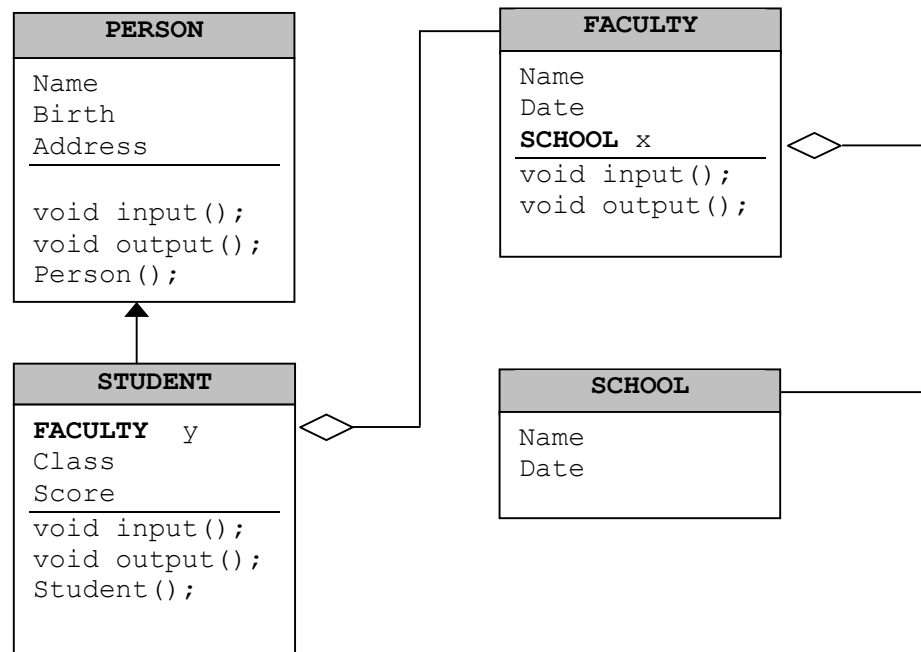 PERSON
Name
Birth
Address
void input();
void output();
Person();
FACULTY
Name
Date
SCHOOL x
void input();
void output();
STUDENT
FACULTY y
Class
Score
void input();
void output();
Student();
SCHOOL
Name
Date